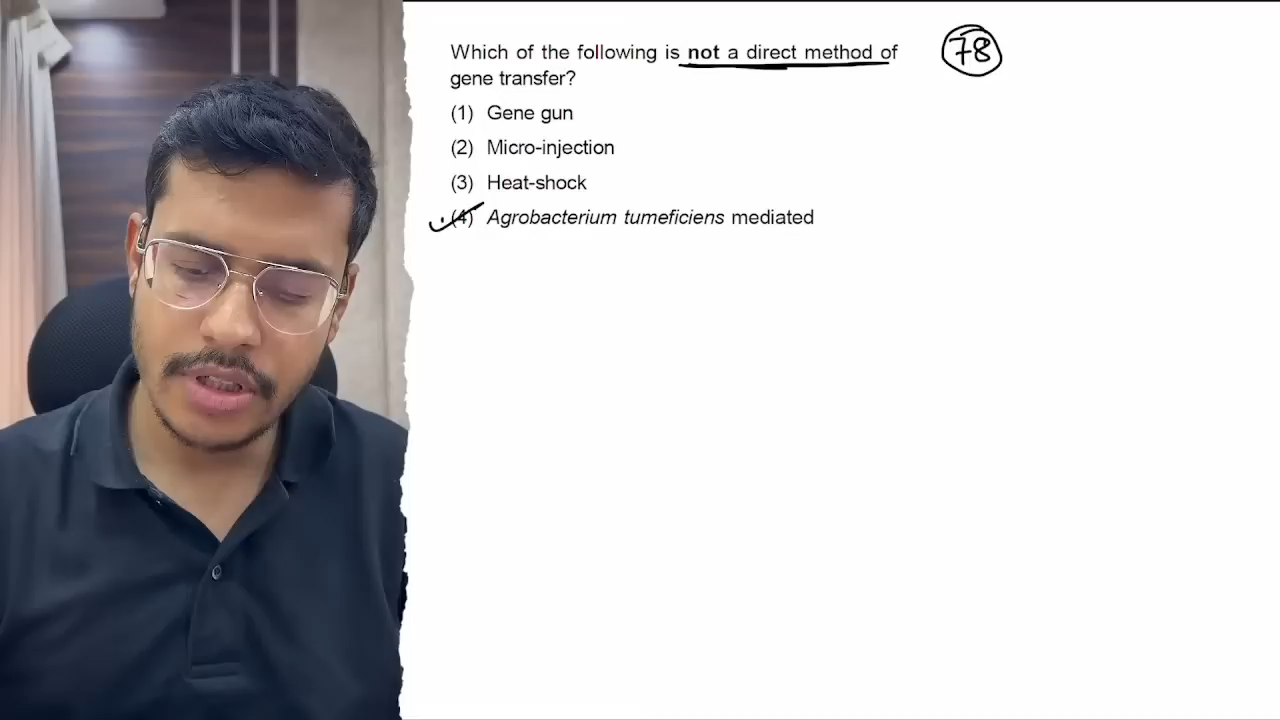 Which of the following is not a direct method of
gene transfer?
(1) Gene gun
(2) Micro-injection
(3) Heat-shock
(4) Agrobacterium tumeficiens mediated
78